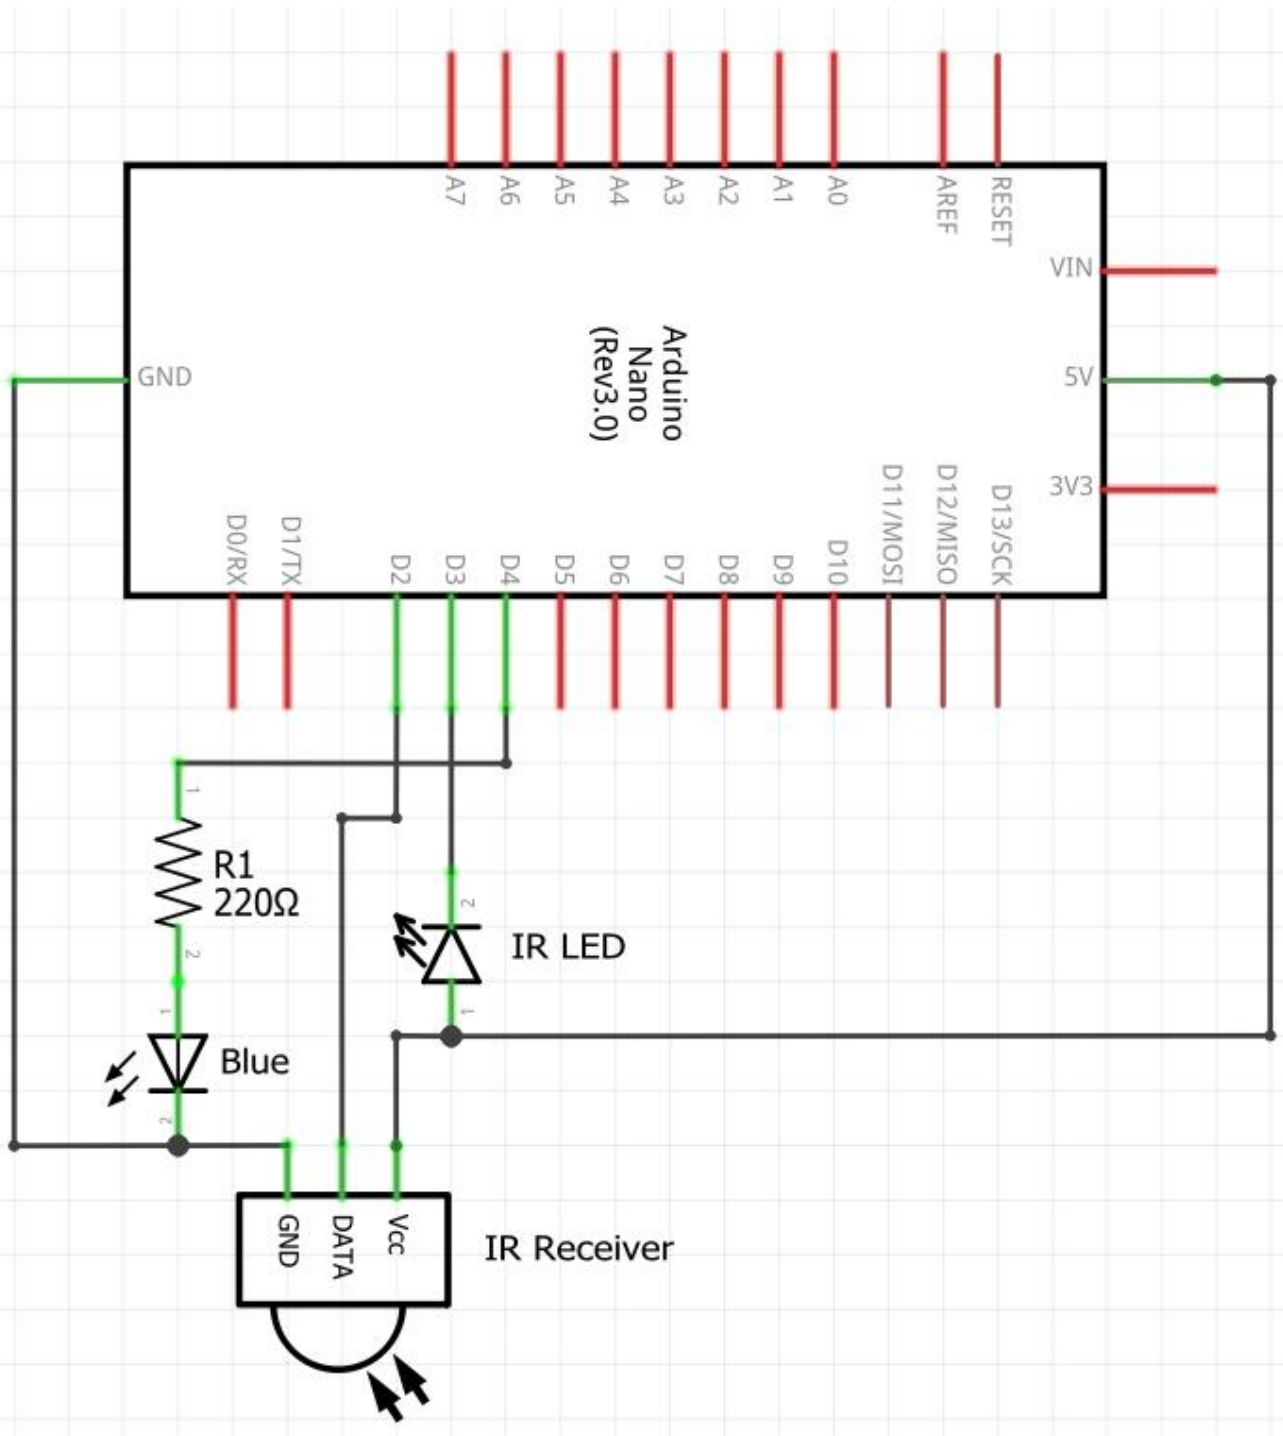 A7
A6
A5
A4
A3
A2
A1
A0
AREF
RESET
VIN
Arduino
Nano
(Rev3.0)
GND
5V
3V3
D0/RX
D1/TX
D2
D3
D4
D5
D6
D7
D8
D9
D10
D11/MOSI
D12/MISO
D13/SCK
1
R1
220Ω
2
2
IR LED
1
1
Blue
2
GND
DATA
Vcc
IR Receiver